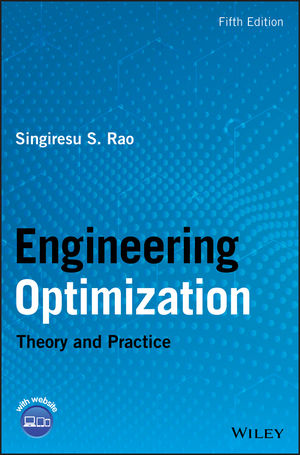 Fifth Edition
Singiresu S. Rao
Engineering
Optimization
Theory and Practice
with website
WILEY